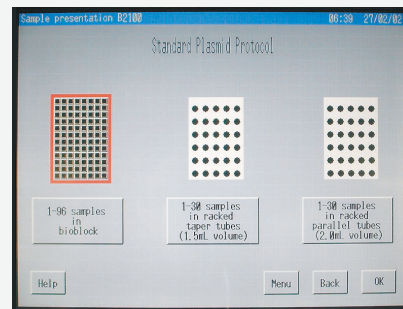 Sample presentation B2100 06:39 27/02/02
Standard Plasmid Protocol
1-96 samples
in
bioblock
1-30 samples
in racked
taper tubes
(1.5mL volume)
1-30 samples
in racked
parallel tubes
(2.0mL volume)
Help Menu Back OK